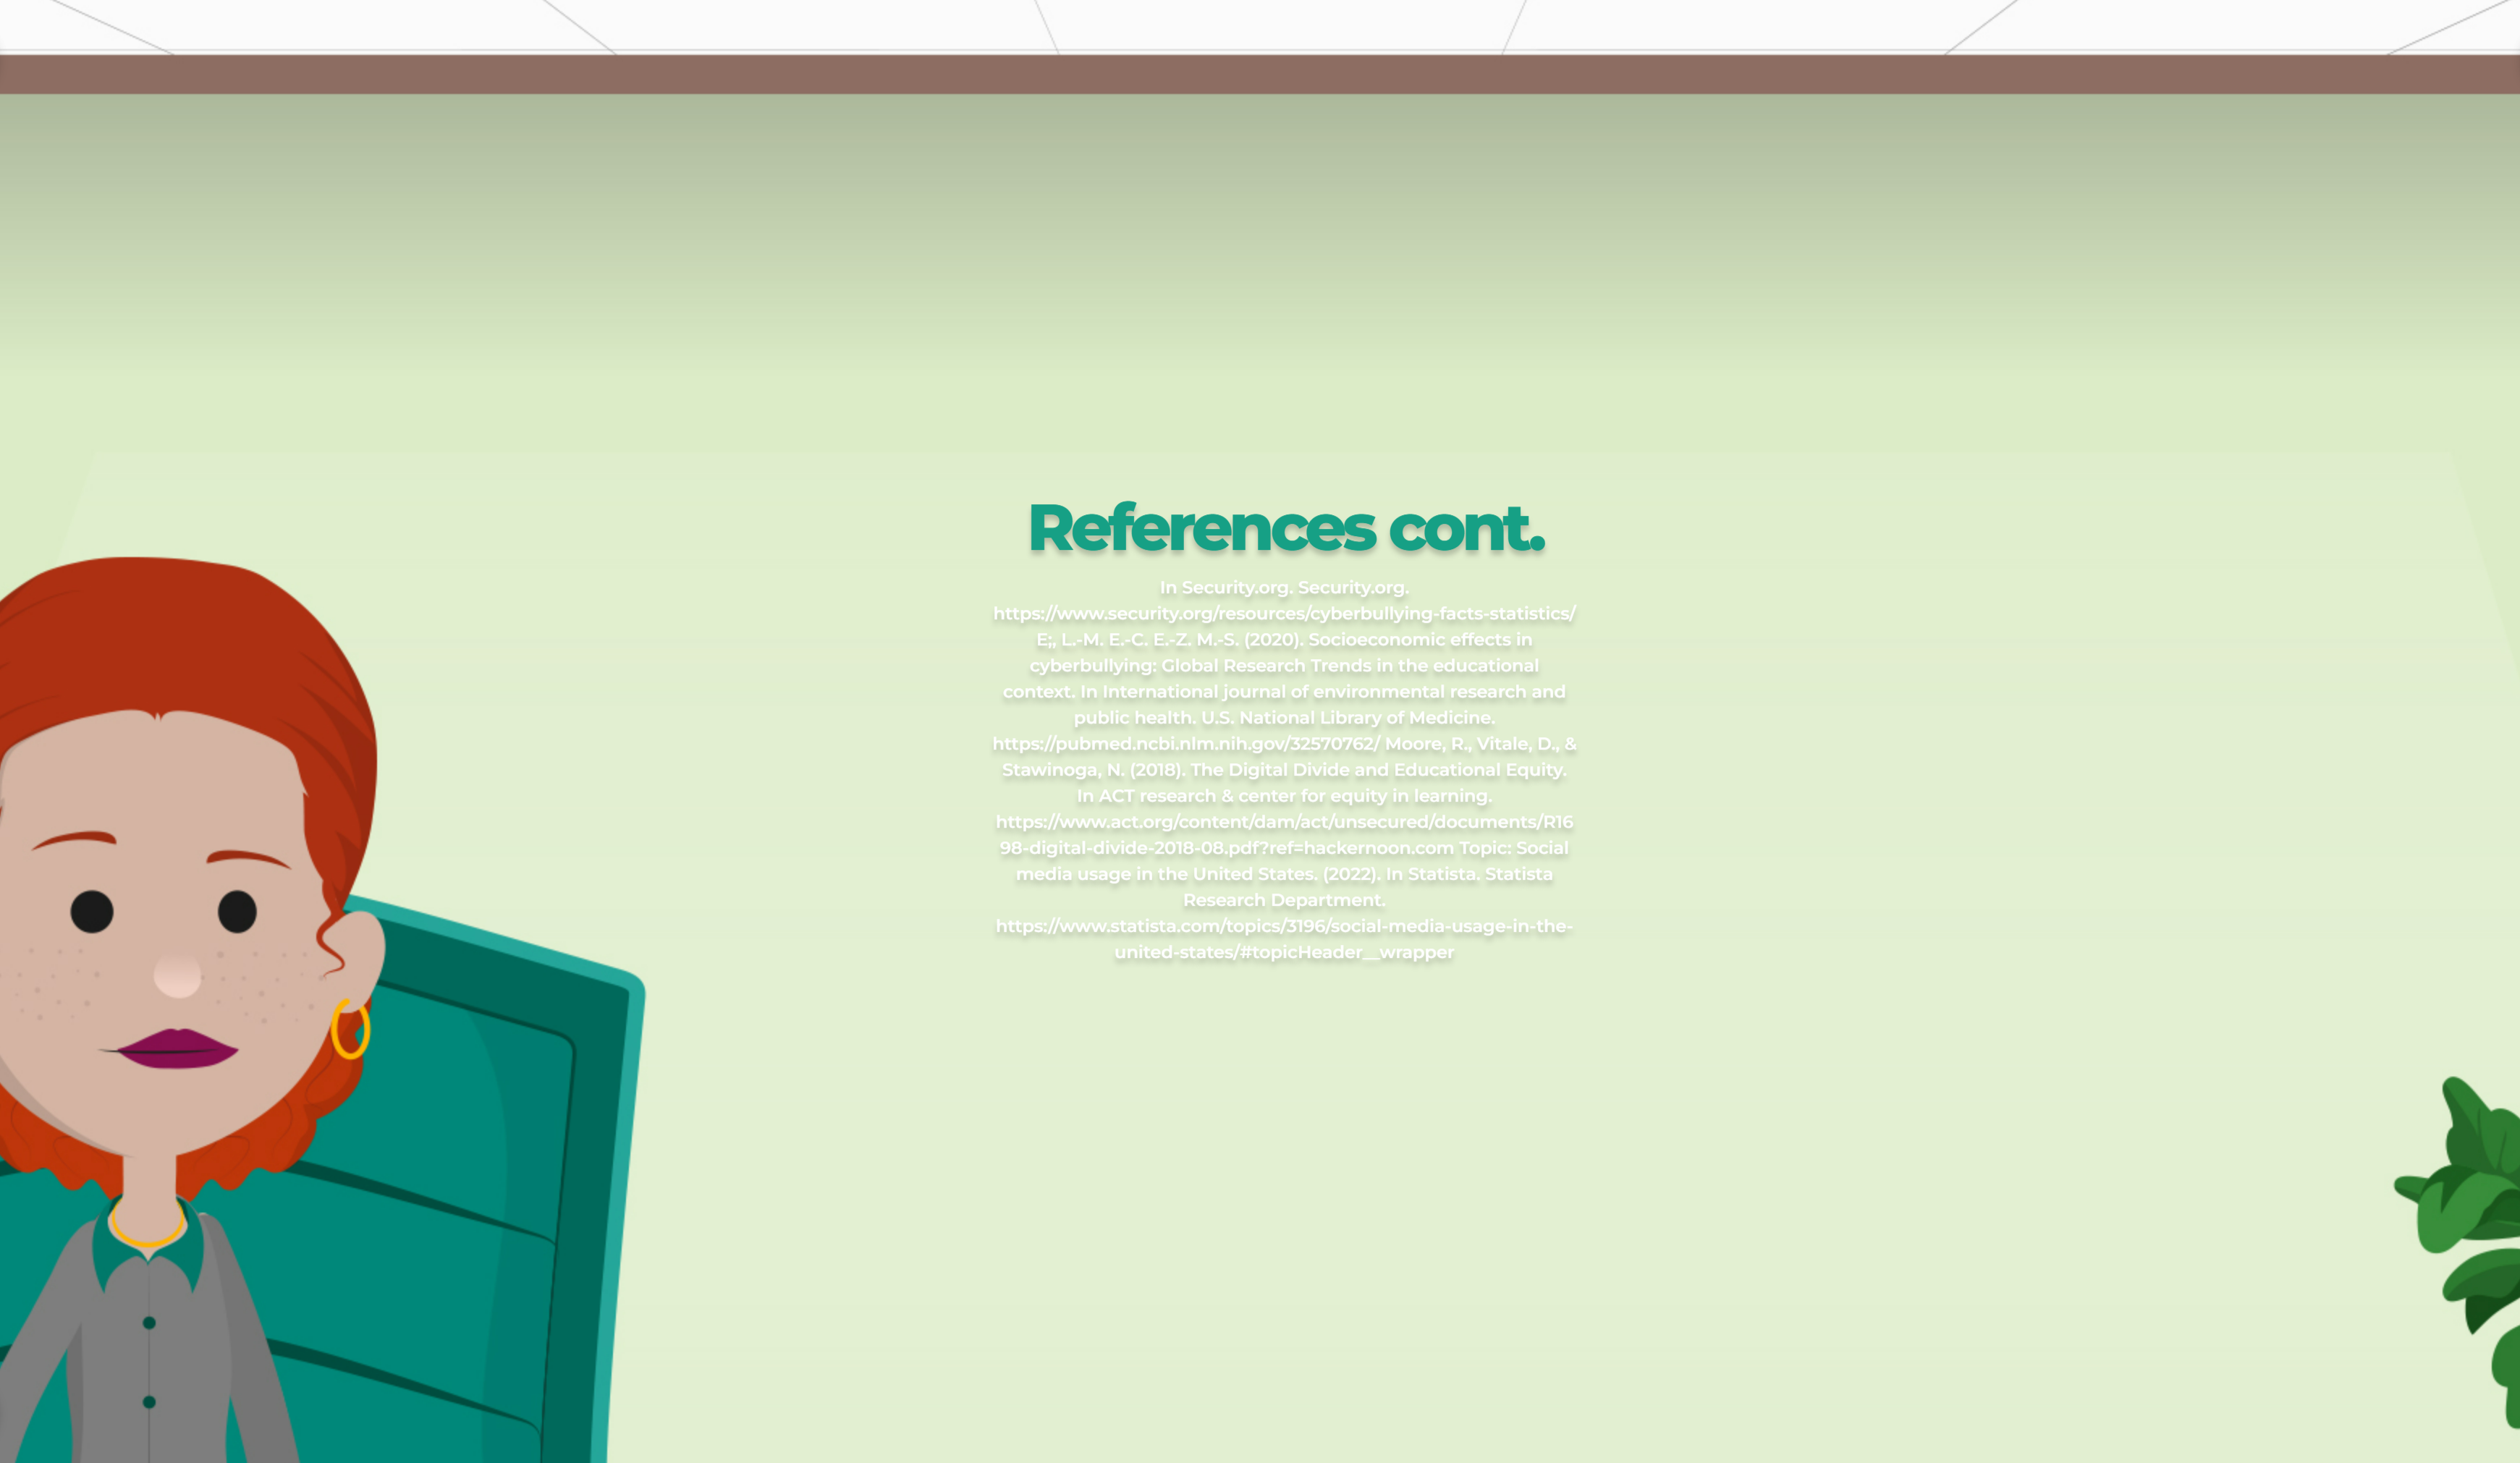 References cont.
In Security.org. Security.org.
https://www.security.org/resources/cyberbullying-facts-statistics/
E;, L.-M. E.-C. E.-Z. M.-S. (2020). Socioeconomic effects in
cyberbullying: Global Research Trends in the educational
context. In International journal of environmental research and
public health. U.S. National Library of Medicine.
https://pubmed.ncbi.nlm.nih.gov/32570762/ Moore, R., Vitale, D., &
Stawinoga, N. (2018). The Digital Divide and Educational Equity.
In ACT research & center for equity in learning.
https://www.act.org/content/dam/act/unsecured/documents/R16
98-digital-divide-2018-08.pdf?ref=hackernoon.com Topic: Social
media usage in the United States. (2022). In Statista. Statista
Research Department.
https://www.statista.com/topics/3196/social-media-usage-in-the-
united-states/#topicHeader__wrapper